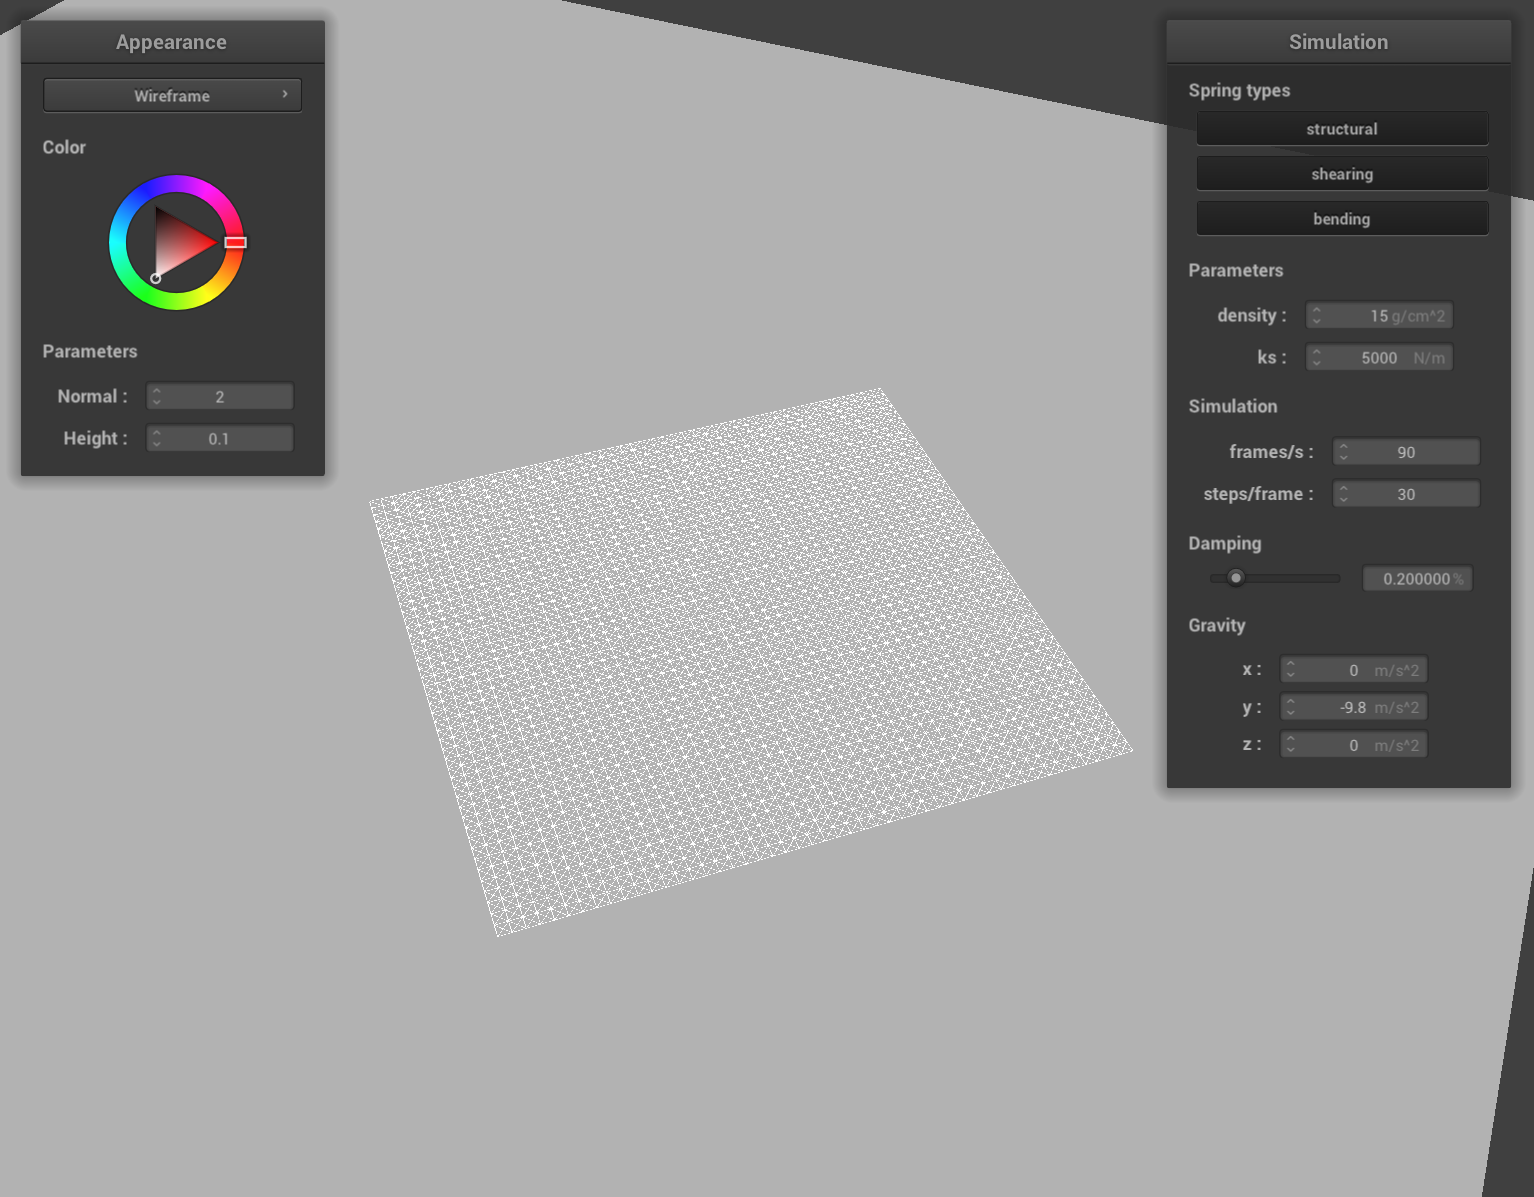 Appearance
Wireframe
Color
Parameters
Normal : 2
Height : 0.1
Simulation
Spring types
structural
shearing
bending
Parameters
density : 15 g/cm^2
ks : 5000 N/m
Simulation
frames/s : 90
steps/frame : 30
Damping
0.200000 %
Gravity
x : 0 m/s^2
y : -9.8 m/s^2
z : 0 m/s^2